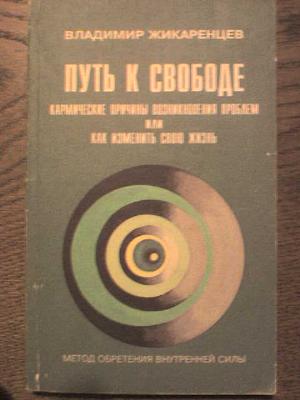 ВЛАДИМИР ЖИКАРЕНЦЕВ
ПУТЬ К СВОБОДЕ
КАРМИЧЕСКИЕ ПРИЧИНЫ ВОЗНИКНОВЕНИЯ ПРОБЛЕМ
ИЛИ
КАК ИЗМЕНИТЬ СВОЮ ЖИЗНЬ
МЕТОД ОБРЕТЕНИЯ ВНУТРЕННЕЙ СИЛЫ